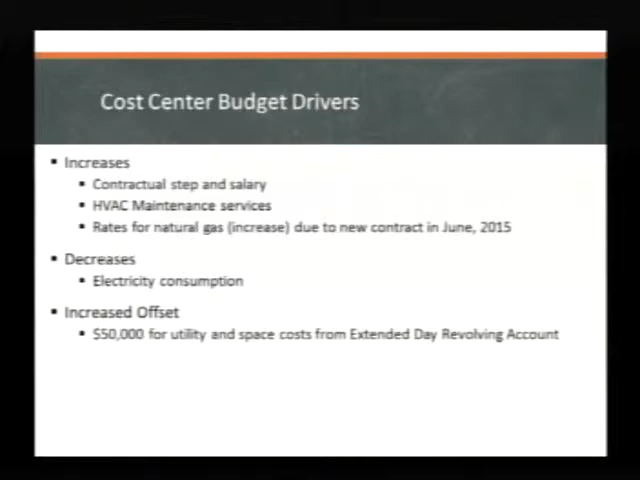 Cost Center Budget Drivers
▪ Increases
▪ Contractual step and salary
▪ HVAC Maintenance services
▪ Rates for natural gas (increase) due to new contract in June, 2015
▪ Decreases
▪ Electricity consumption
▪ Increased Offset
▪ $50,000 for utility and space costs from Extended Day Revolving Account